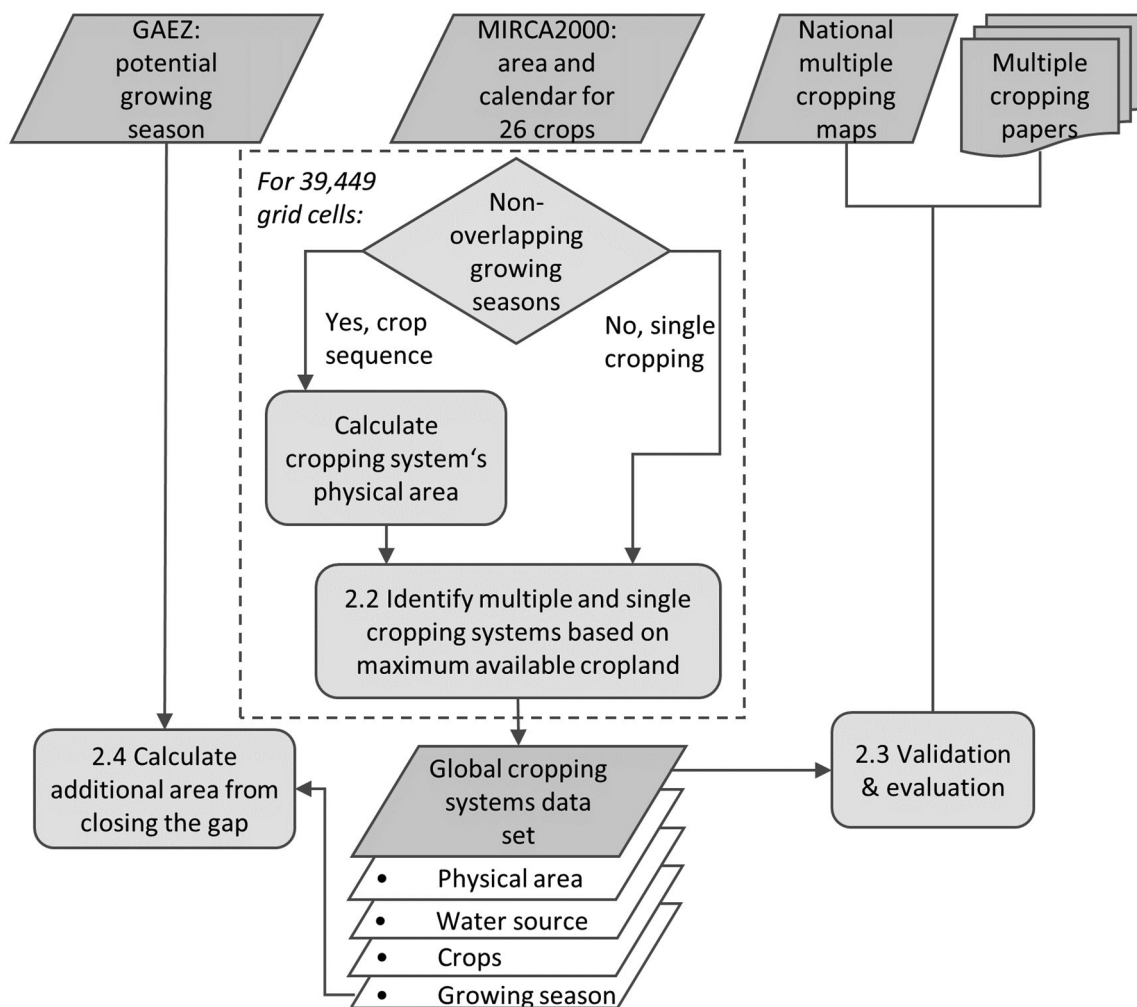 GAEZ:
potential
growing
season
MIRCA2000:
area and
calendar for
26 crops
National
multiple
cropping
maps
Multiple
cropping
papers
For 39,449
grid cells:
Non-
overlapping
growing
seasons
Yes, crop
sequence
No, single
cropping
Calculate
cropping system‘s
physical area
2.2 Identify multiple and single
cropping systems based on
maximum available cropland
2.4 Calculate
additional area from
closing the gap
Global cropping
systems data
set
2.3 Validation
& evaluation
• Physical area
• Water source
• Crops
• Growing season